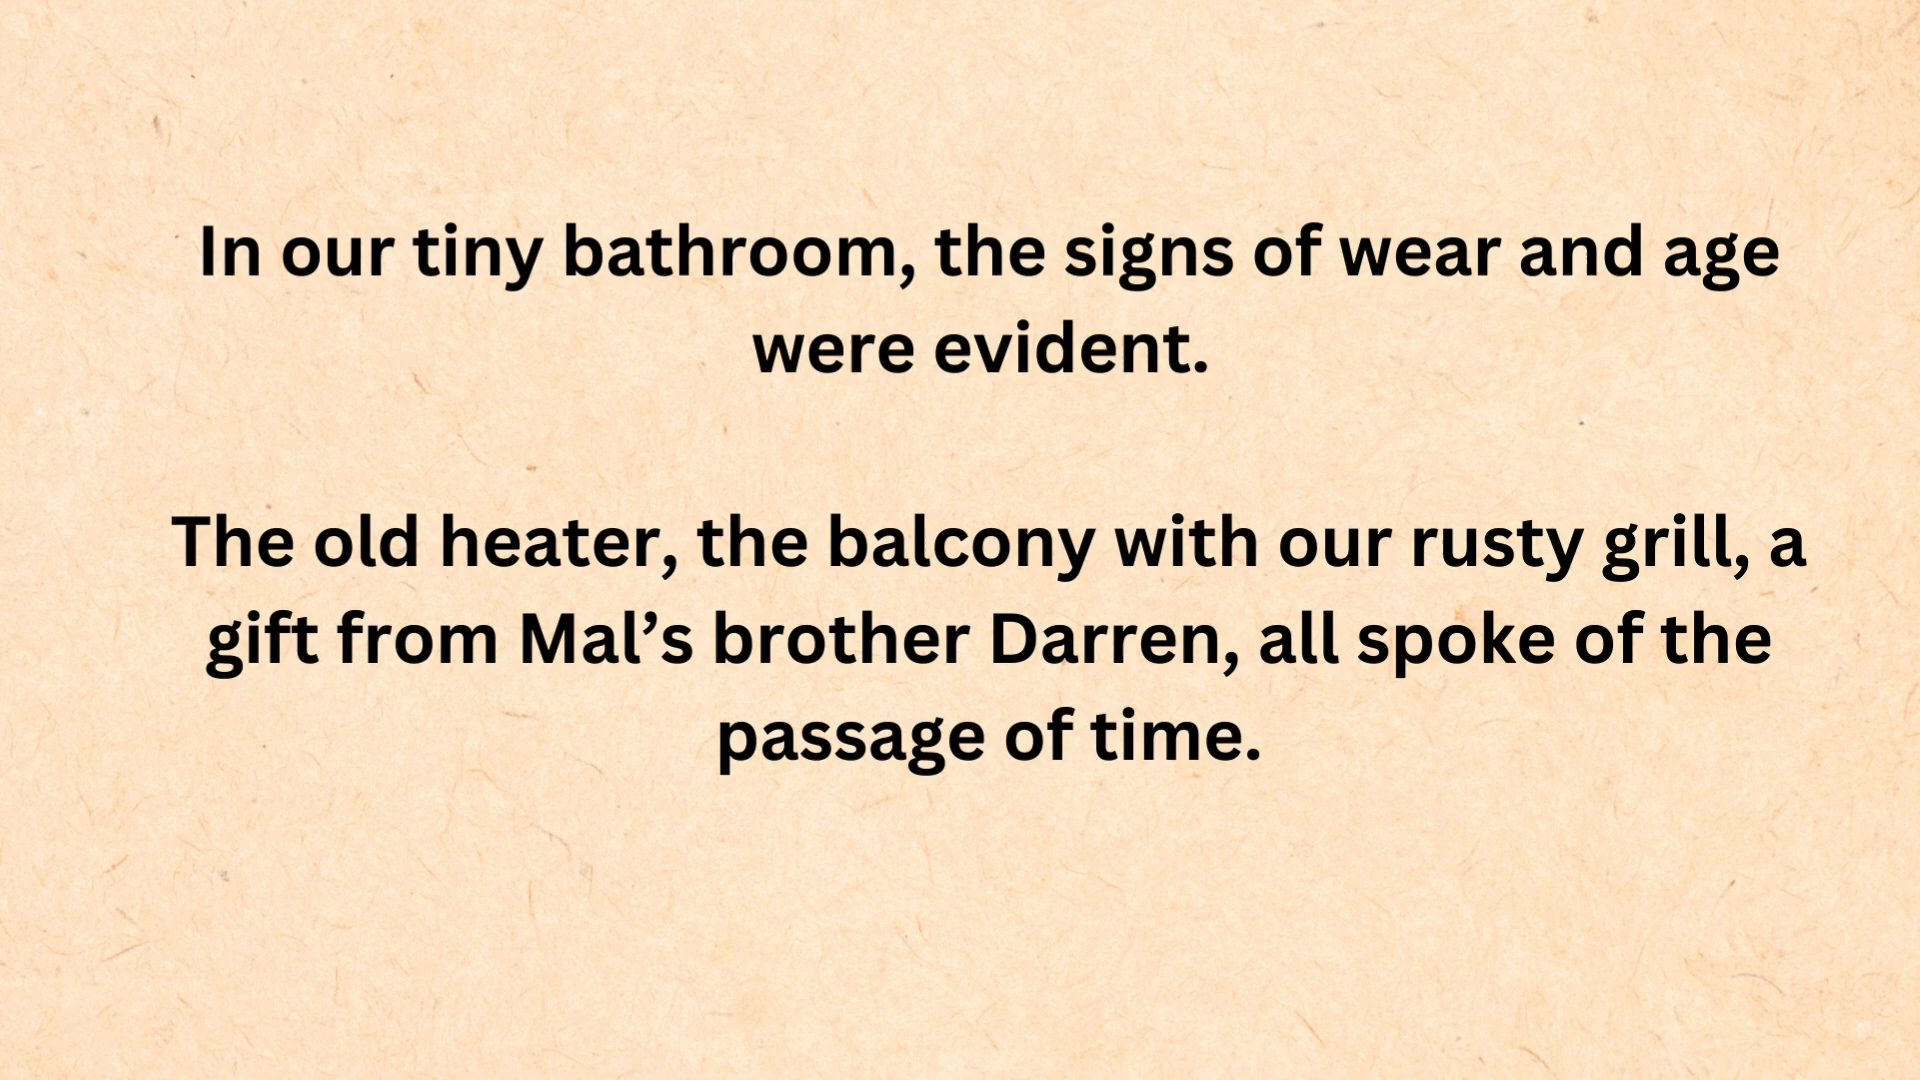 In our tiny bathroom, the signs of wear and age
were evident.
The old heater, the balcony with our rusty grill, a
gift from Mal’s brother Darren, all spoke of the
passage of time.